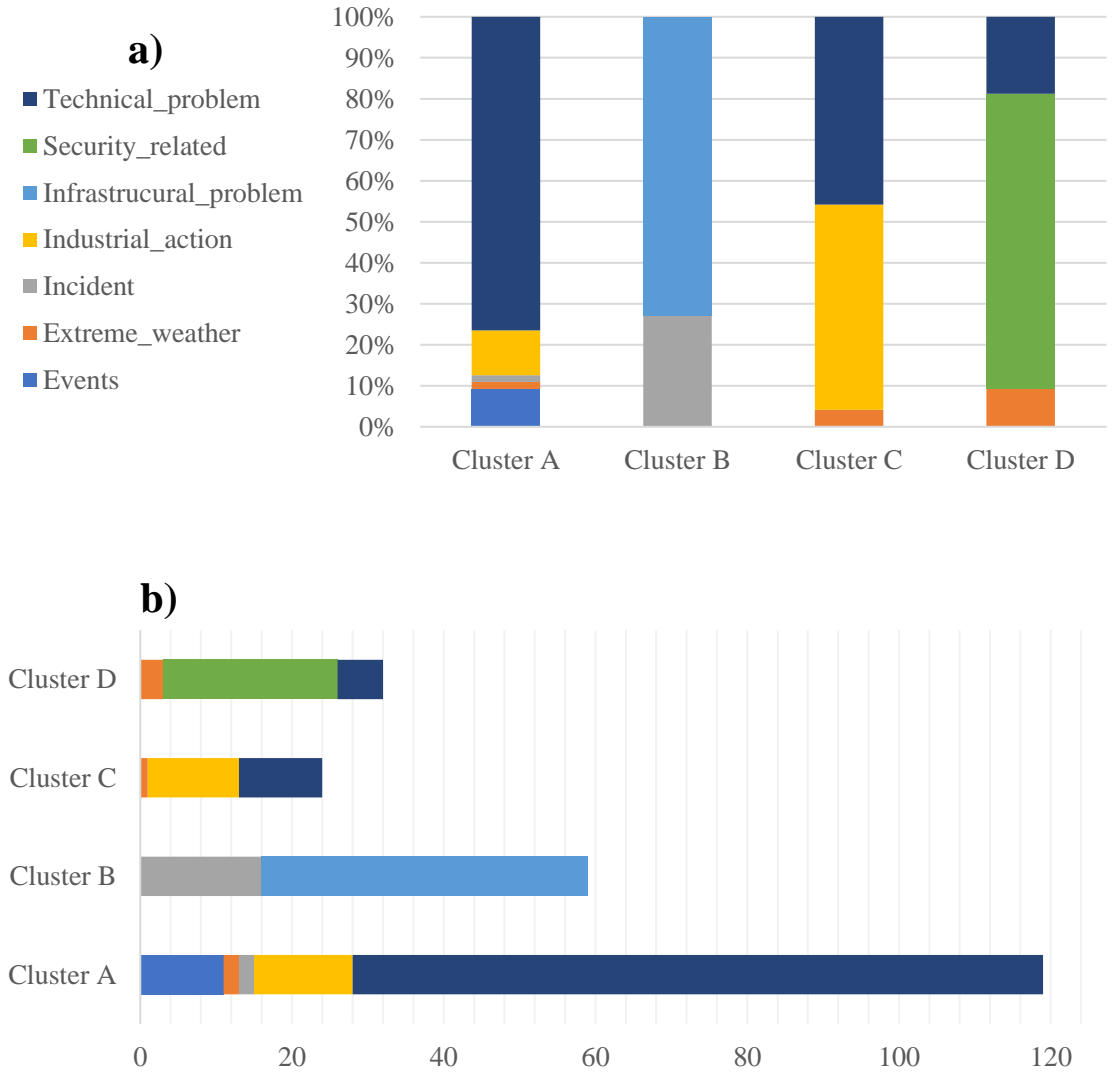 a)
Technical_problem
Security_related
Infrastrucural_problem
Industrial_action
Incident
Extreme_weather
Events
100%
90%
80%
70%
60%
50%
40%
30%
20%
10%
0%
Cluster A Cluster B Cluster C Cluster D
b)
Cluster D
Cluster C
Cluster B
Cluster A
0 20 40 60 80 100 120